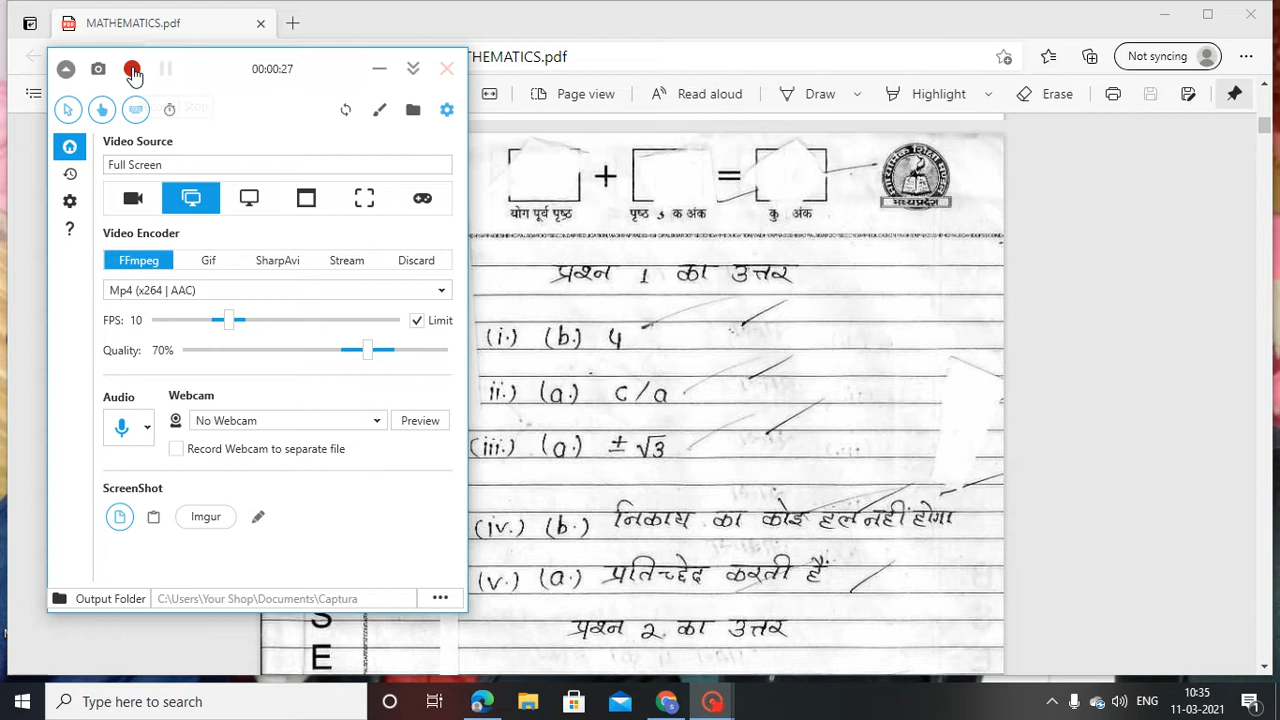 MATHEMATICS.pdf
THEMATICS.pdf
Not syncing
00:00:27
Page view
Read aloud
Draw
Highlight
Erase
Video Source
Full Screen
Video Encoder
FFmpeg
Gif
SharpAvi
Stream
Discard
Mp4 (x264 | AAC)
FPS: 10
Limit
Quality: 70%
Audio
Webcam
No Webcam
Preview
Record Webcam to separate file
ScreenShot
Imgur
Output Folder
C:\Users\Your Shop\Documents\Captura
+ =
योग पूर्व पृष्ठ
पृष्ठ 3 क अंक
कु अंक
मध्यप्रदेश
प्रश्न 1 का उत्तर
(i.) (b.) 4
ii.) (a.) c/a
(iii.) (a.) ± √3
(iv.) (b.) निकाय का कोइ हल नहीं होगा
(v.) (a.) प्रतिच्छेद करती हैं
प्रश्न 2 का उत्तर
S
E
Type here to search
ENG
10:35
11-03-2021